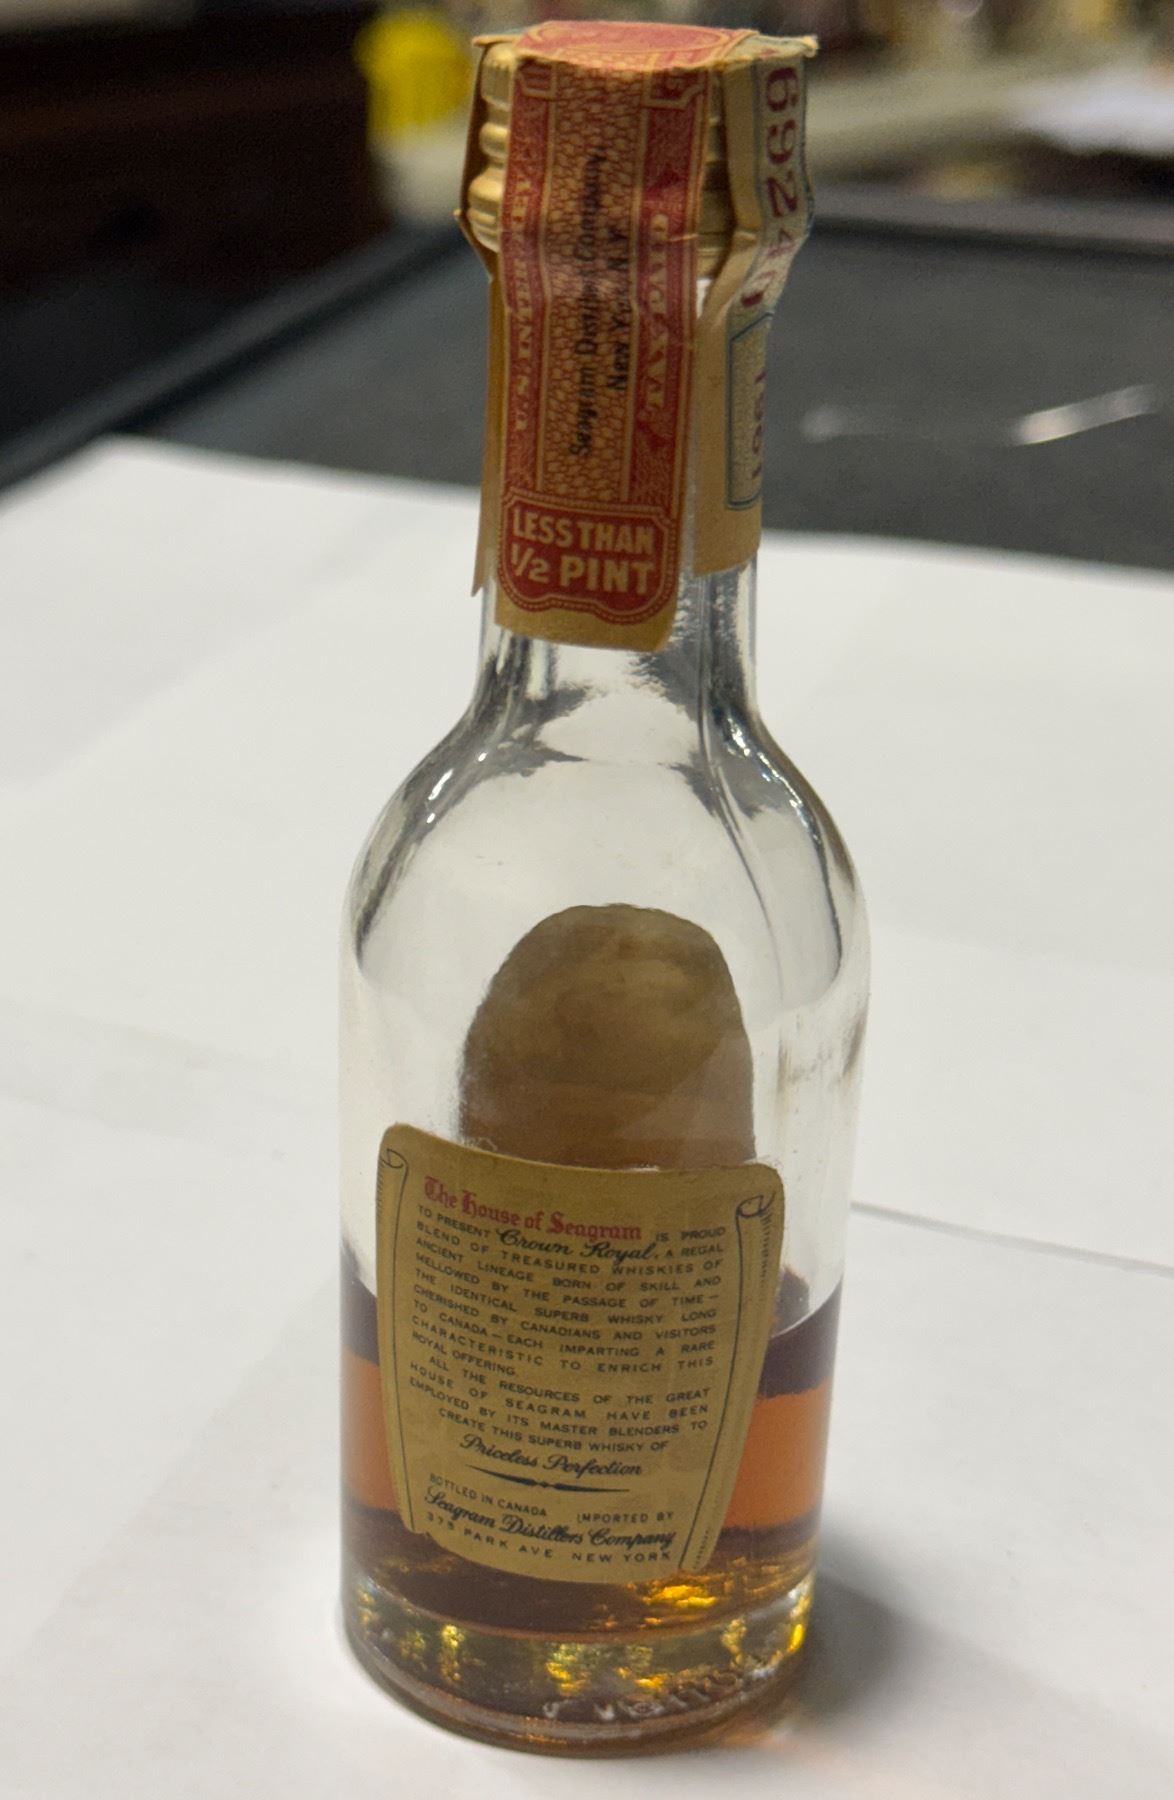 69240
1961
U.S. INTER. REVENUE
Seagram Distillers Company,
New York, N.Y.
LESS THAN
1/2 PINT
The House of Seagram IS PROUD
TO PRESENT Crown Royal, A REGAL
BLEND OF TREASURED WHISKIES OF
ANCIENT LINEAGE BORN OF SKILL AND
MELLOWED BY THE PASSAGE OF TIME—
THE IDENTICAL SUPERB WHISKY LONG
CHERISHED BY CANADIANS AND VISITORS
TO CANADA—EACH IMPARTING A RARE
CHARACTERISTIC TO ENRICH THIS
ROYAL OFFERING.
ALL THE RESOURCES OF THE GREAT
HOUSE OF SEAGRAM HAVE BEEN
EMPLOYED BY ITS MASTER BLENDERS TO
CREATE THIS SUPERB WHISKY OF
Priceless Perfection
BOTTLED IN CANADA IMPORTED BY
Seagram Distillers Company
375 PARK AVE. NEW YORK